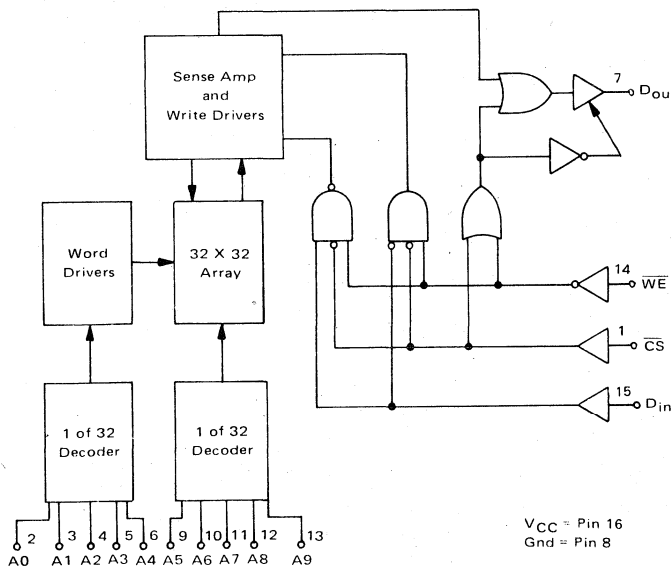 Sense Amp
and
Write Drivers
7
Dou
Word
Drivers
32 X 32
Array
14
WE
1
CS
15
Din
1 of 32
Decoder
1 of 32
Decoder
2 3 4 5 6 9 10 11 12 13
A0 A1 A2 A3 A4 A5 A6 A7 A8 A9
VCC = Pin 16
Gnd = Pin 8